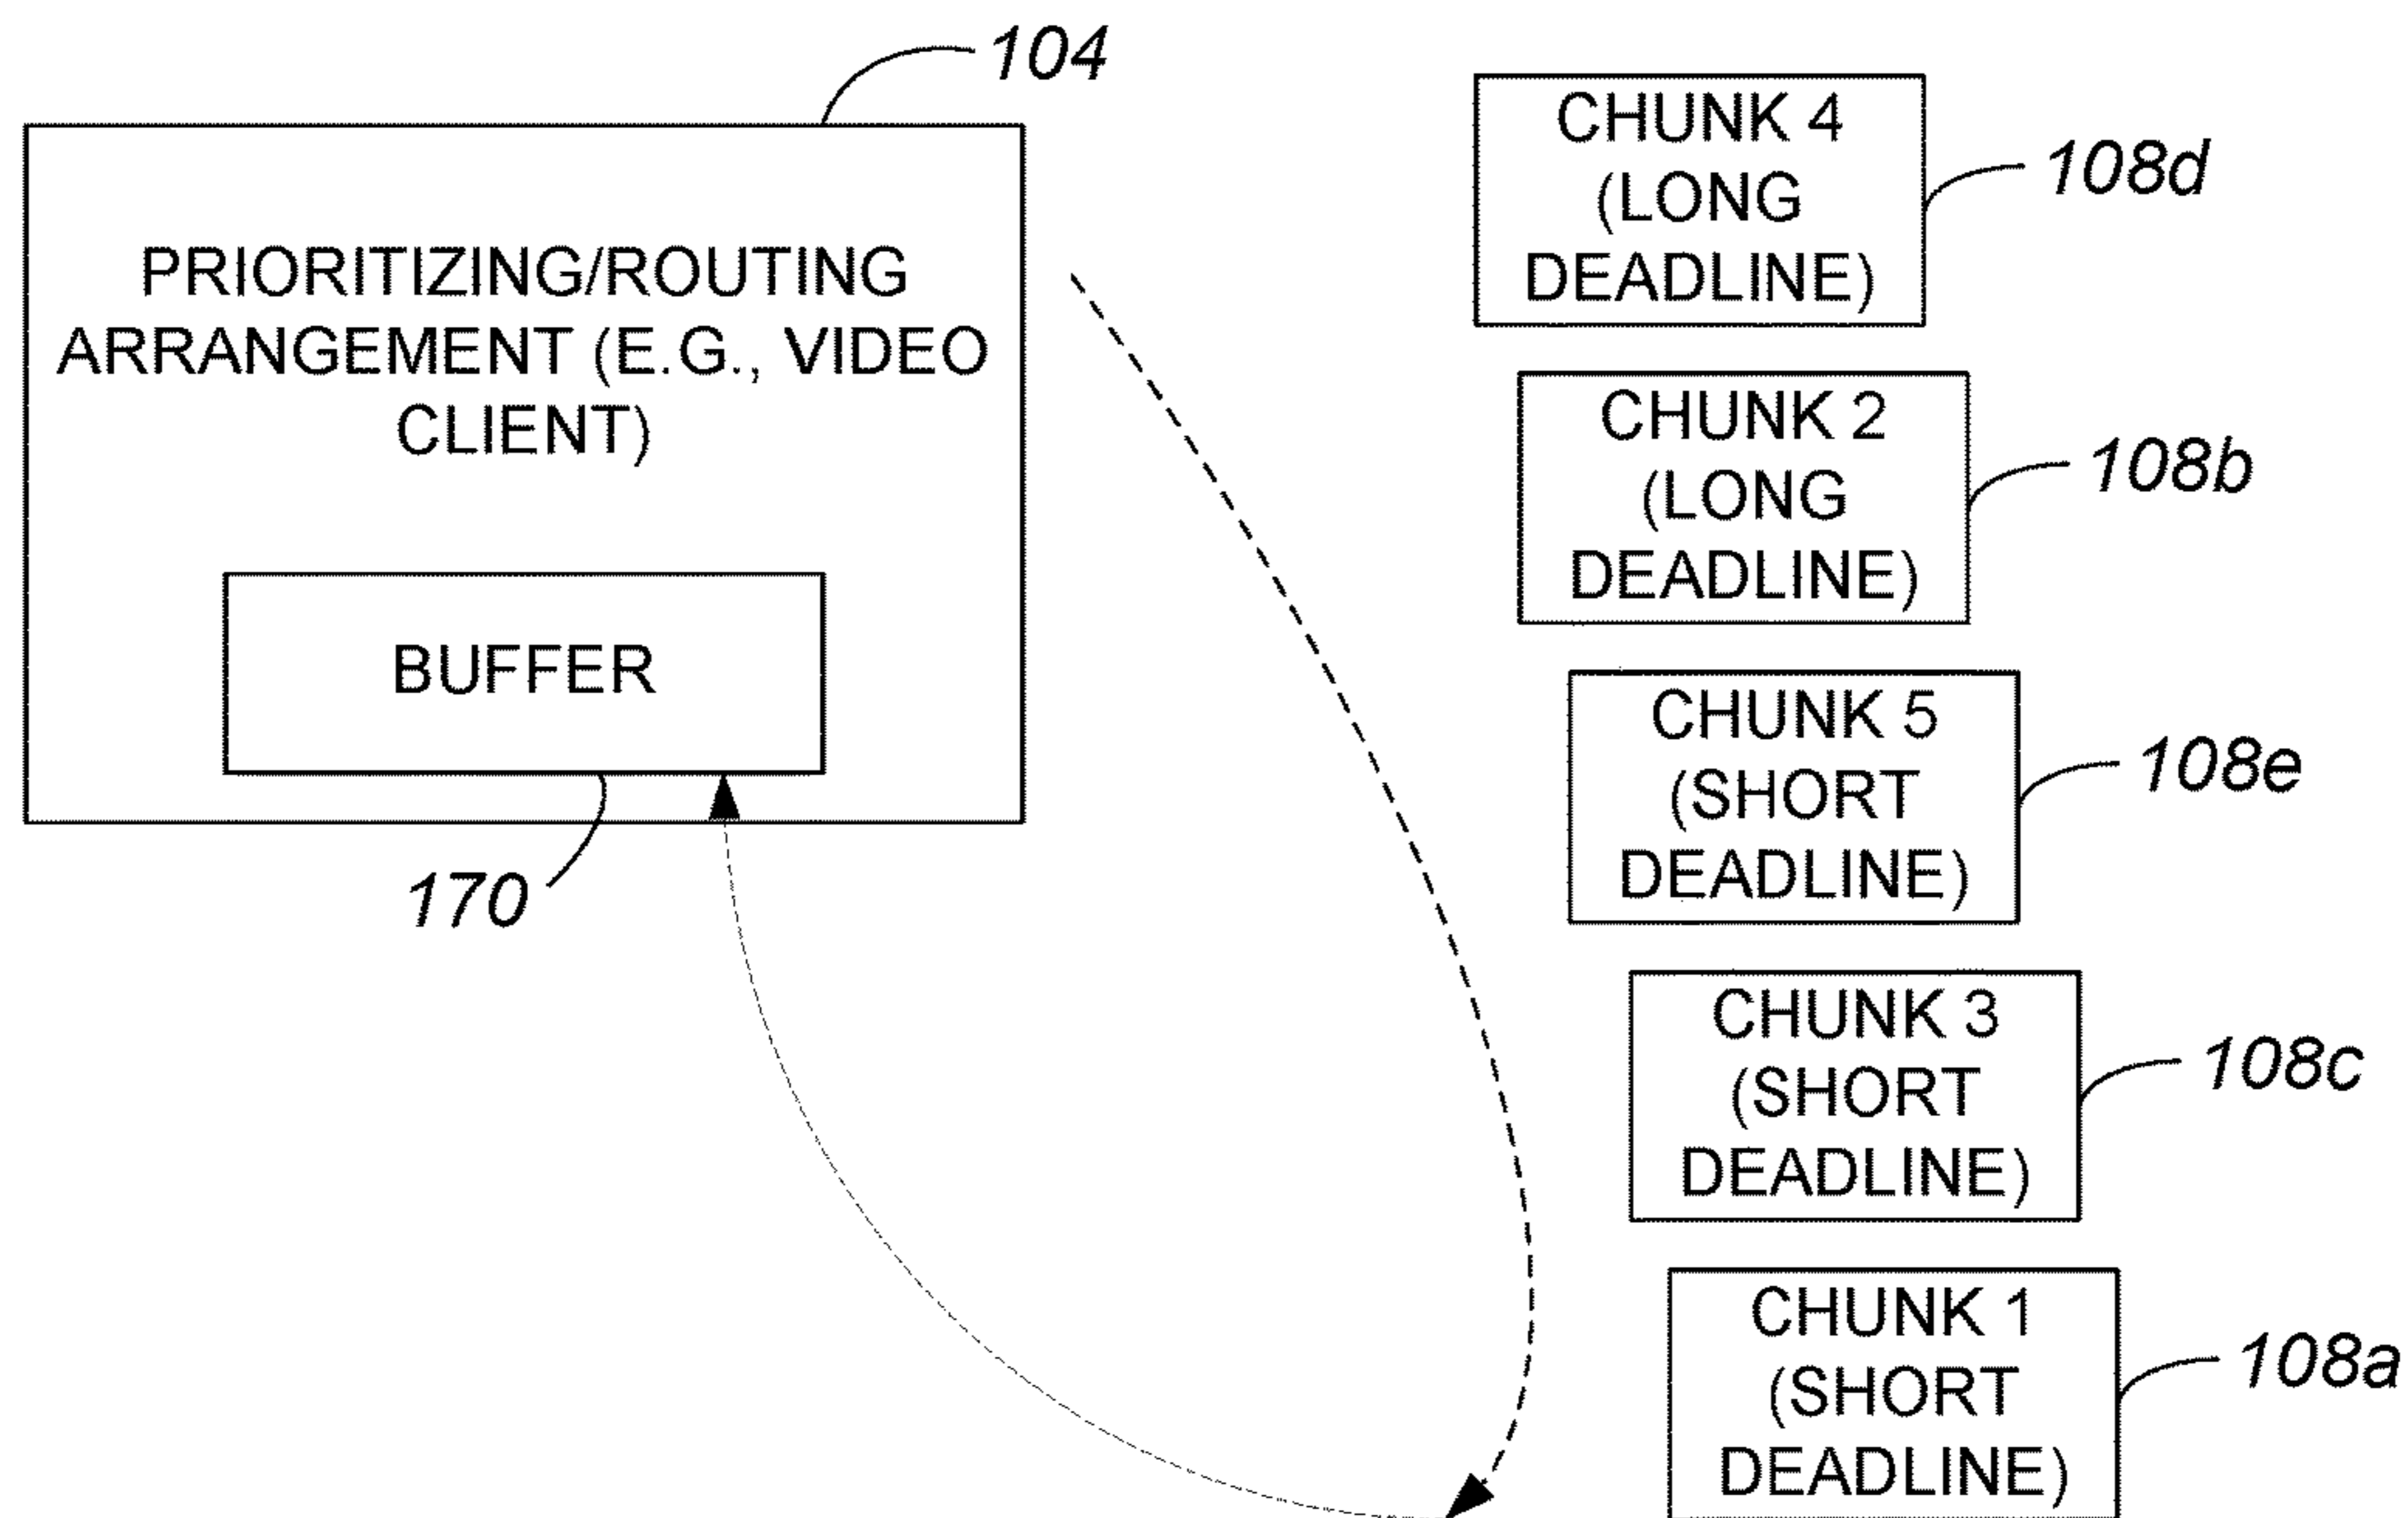 104
PRIORITIZING/ROUTING
ARRANGEMENT (E.G., VIDEO
CLIENT)
BUFFER
170
CHUNK 4
(LONG
DEADLINE)
108d
CHUNK 2
(LONG
DEADLINE)
108b
CHUNK 5
(SHORT
DEADLINE)
108e
CHUNK 3
(SHORT
DEADLINE)
108c
CHUNK 1
(SHORT
DEADLINE)
108a